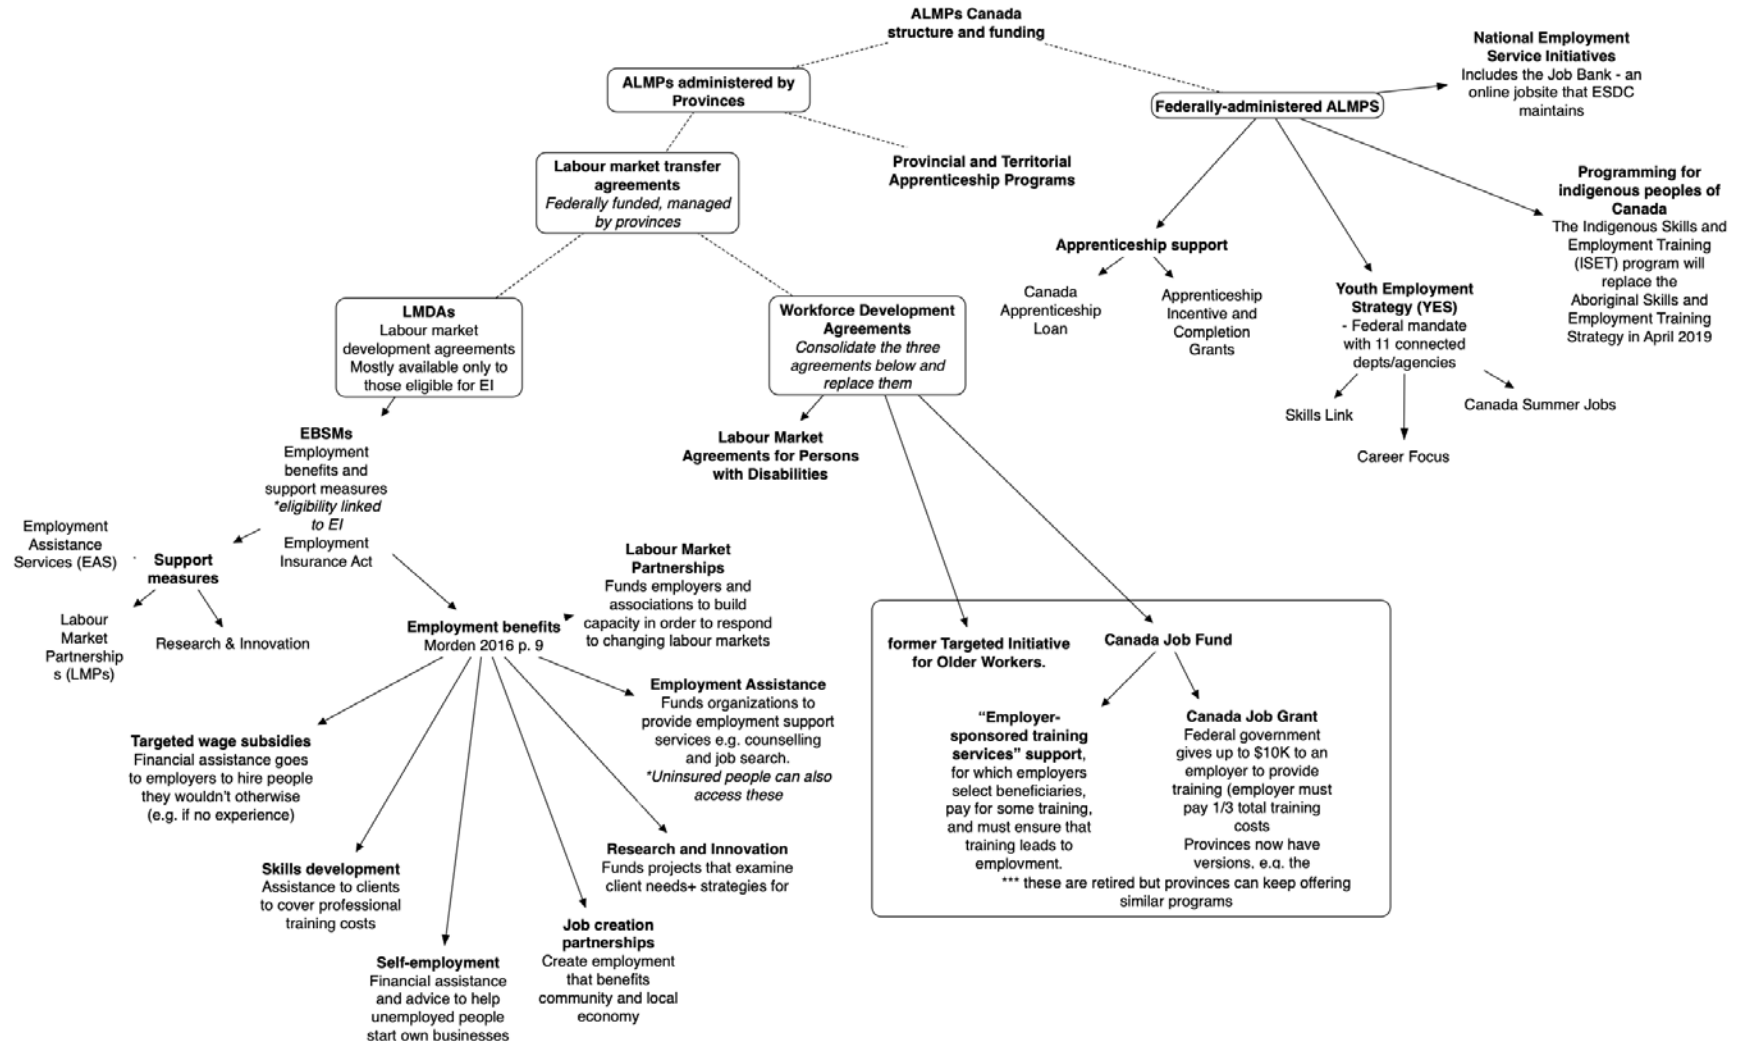 ALMPs Canada
structure and funding
National Employment
Service Initiatives
Includes the Job Bank - an
online jobsite that ESDC
maintains
ALMPs administered by
Provinces
Federally-administered ALMPS
Labour market transfer
agreements
Federally funded, managed
by provinces
Provincial and Territorial
Apprenticeship Programs
Programming for
indigenous peoples of
Canada
The Indigenous Skills and
Employment Training
(ISET) program will
replace the
Aboriginal Skills and
Employment Training
Strategy in April 2019
Apprenticeship support
Canada
Apprenticeship
Loan
Apprenticeship
Incentive and
Completion
Grants
Youth Employment
Strategy (YES)
- Federal mandate
with 11 connected
depts/agencies
Skills Link
Career Focus
Canada Summer Jobs
LMDAs
Labour market
development agreements
Mostly available only to
those eligible for EI
Workforce Development
Agreements
Consolidate the three
agreements below and
replace them
EBSMs
Employment
benefits and
support measures
*eligibility linked
to EI
Employment
Insurance Act
Labour Market
Agreements for Persons
with Disabilities
Employment
Assistance
Services (EAS)
Support
measures
Labour
Market
Partnership
s (LMPs)
Research & Innovation
Employment benefits
Morden 2016 p. 9
Labour Market
Partnerships
Funds employers and
associations to build
capacity in order to respond
to changing labour markets
Employment Assistance
Funds organizations to
provide employment support
services e.g. counselling
and job search.
*Uninsured people can also
access these
Targeted wage subsidies
Financial assistance goes
to employers to hire people
they wouldn't otherwise
(e.g. if no experience)
Skills development
Assistance to clients
to cover professional
training costs
Self-employment
Financial assistance
and advice to help
unemployed people
start own businesses
Job creation
partnerships
Create employment
that benefits
community and local
economy
Research and Innovation
Funds projects that examine
client needs+ strategies for
former Targeted Initiative
for Older Workers.
Canada Job Fund
“Employer-
sponsored training
services” support,
for which employers
select beneficiaries,
pay for some training,
and must ensure that
training leads to
employment.
Canada Job Grant
Federal government
gives up to $10K to an
employer to provide
training (employer must
pay 1/3 total training
costs
Provinces now have
versions, e.g. the
*** these are retired but provinces can keep offering
similar programs